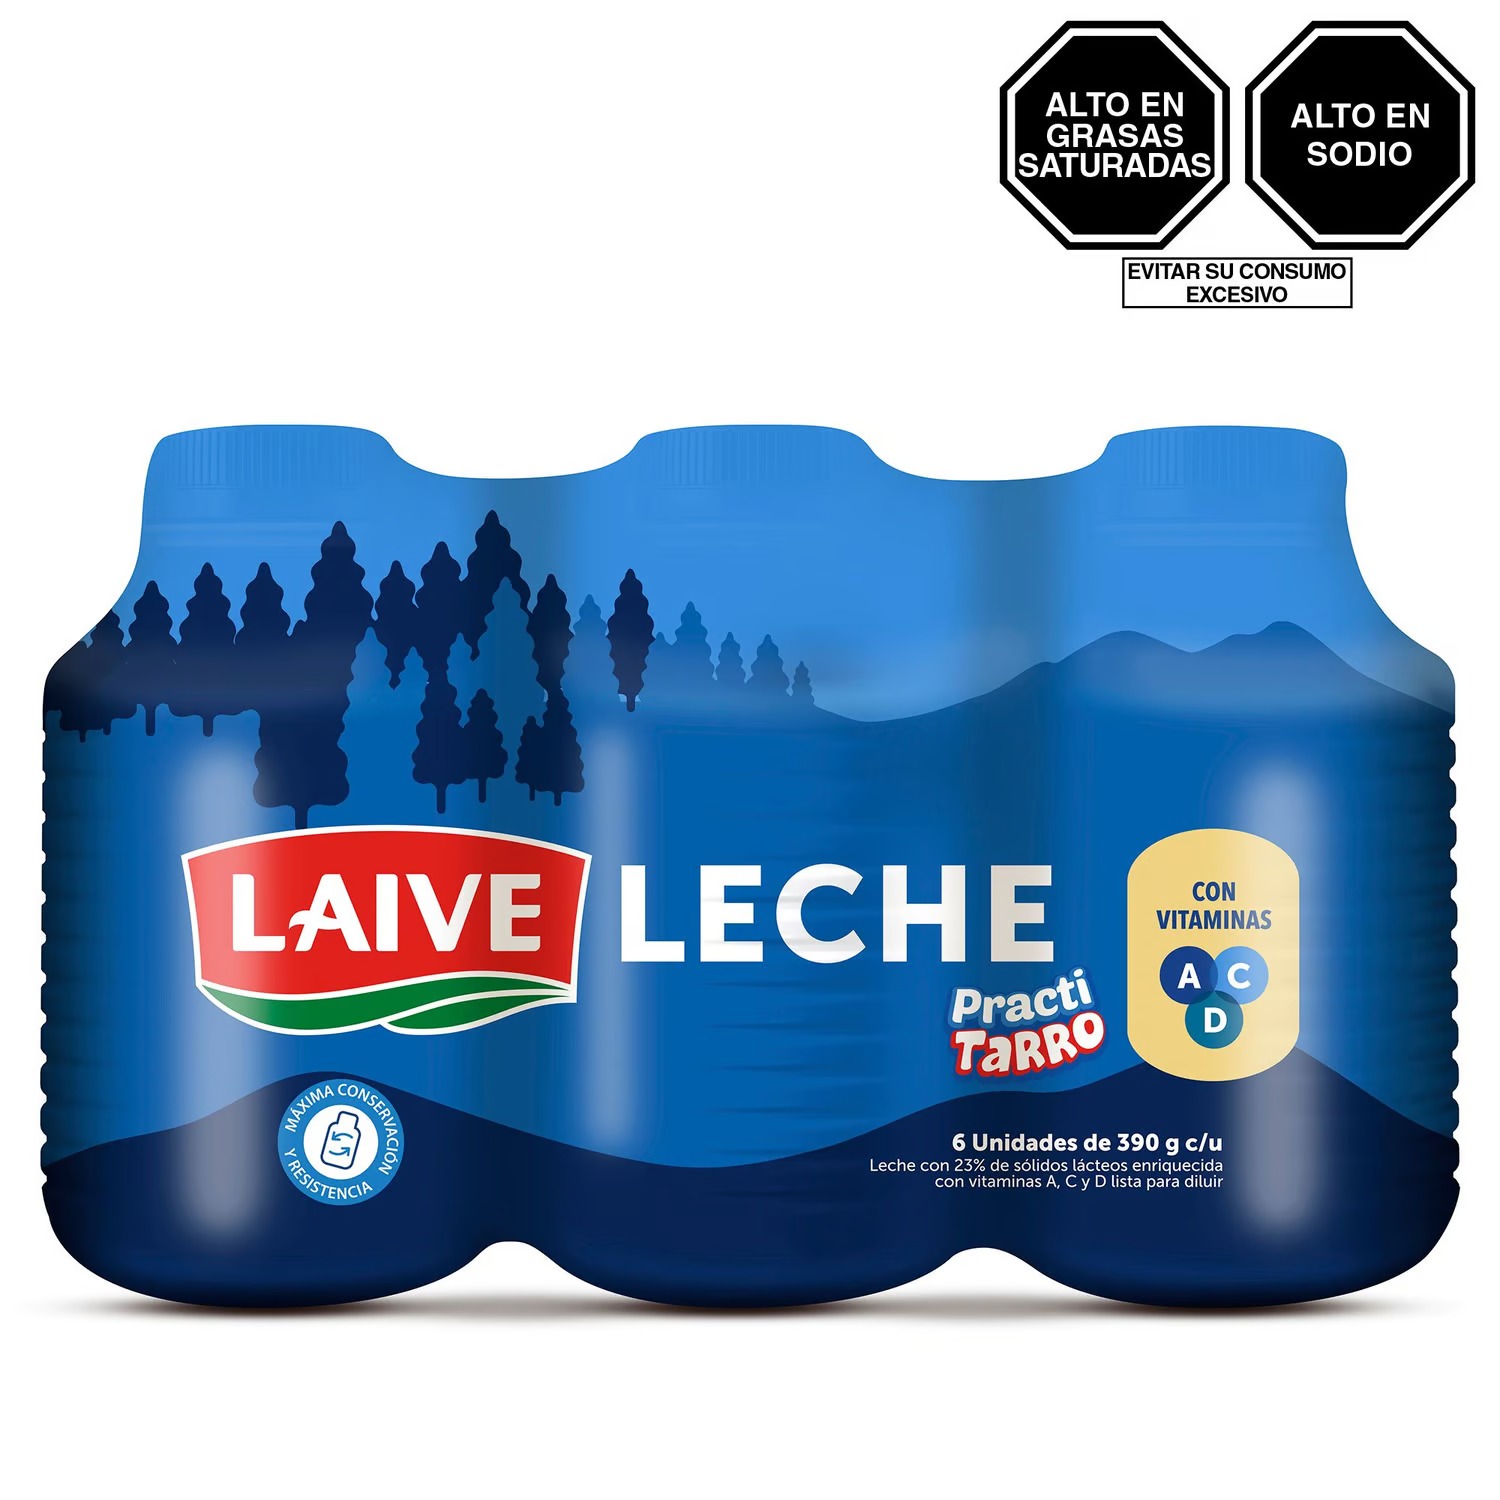 ALTO EN
GRASAS
SATURADAS
ALTO EN
SODIO
EVITAR SU CONSUMO
EXCESIVO
LAIVE
LECHE
Practi
TaRRO
CON
VITAMINAS
A C
D
MÁXIMA CONSERVACIÓN
Y RESISTENCIA
6 Unidades de 390 g c/u
Leche con 23% de sólidos lácteos enriquecida
con vitaminas A, C y D lista para diluir